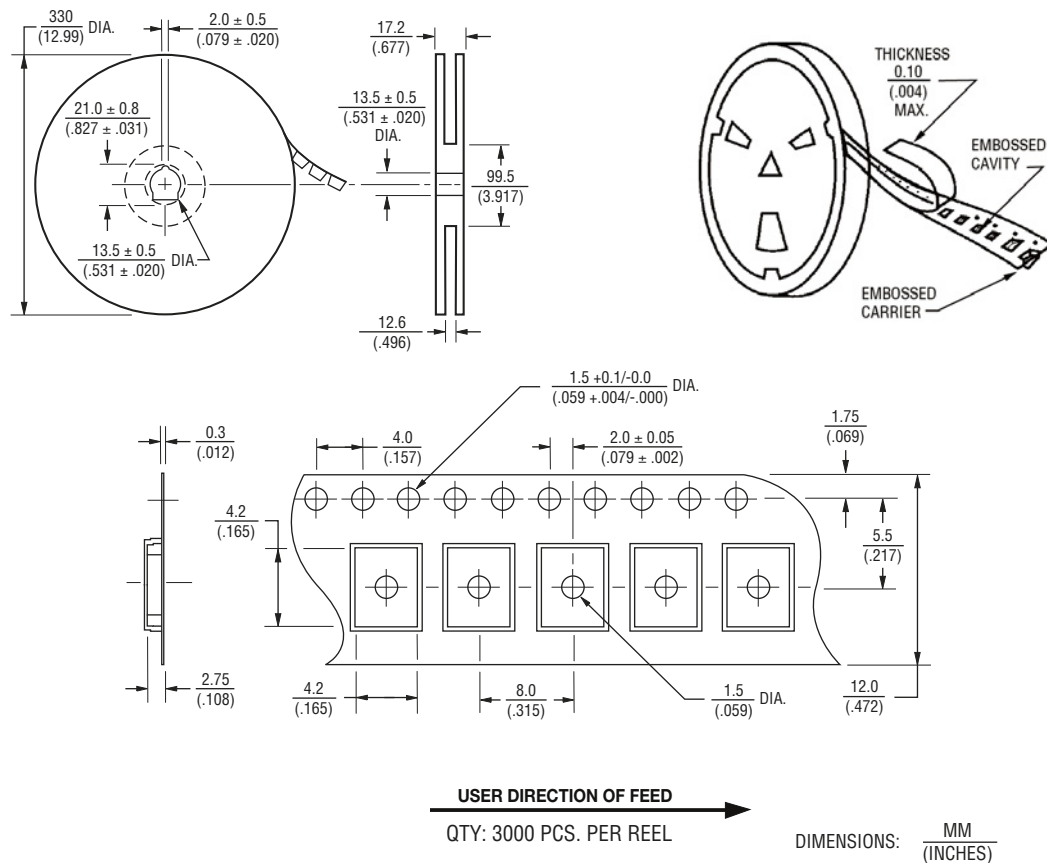 330
(12.99)
DIA.
2.0 ± 0.5
(.079 ± .020)
21.0 ± 0.8
(.827 ± .031)
13.5 ± 0.5
(.531 ± .020)
DIA.
17.2
(.677)
13.5 ± 0.5
(.531 ± .020)
DIA.
99.5
(3.917)
12.6
(.496)
THICKNESS
0.10
(.004)
MAX.
EMBOSSED
CAVITY
EMBOSSED
CARRIER
0.3
(.012)
2.75
(.108)
1.5 +0.1/-0.0
(.059 +.004/-.000)
DIA.
4.0
(.157)
2.0 ± 0.05
(.079 ± .002)
1.75
(.069)
4.2
(.165)
5.5
(.217)
4.2
(.165)
8.0
(.315)
1.5
(.059)
DIA.
12.0
(.472)
USER DIRECTION OF FEED
QTY: 3000 PCS. PER REEL
DIMENSIONS:
MM
(INCHES)